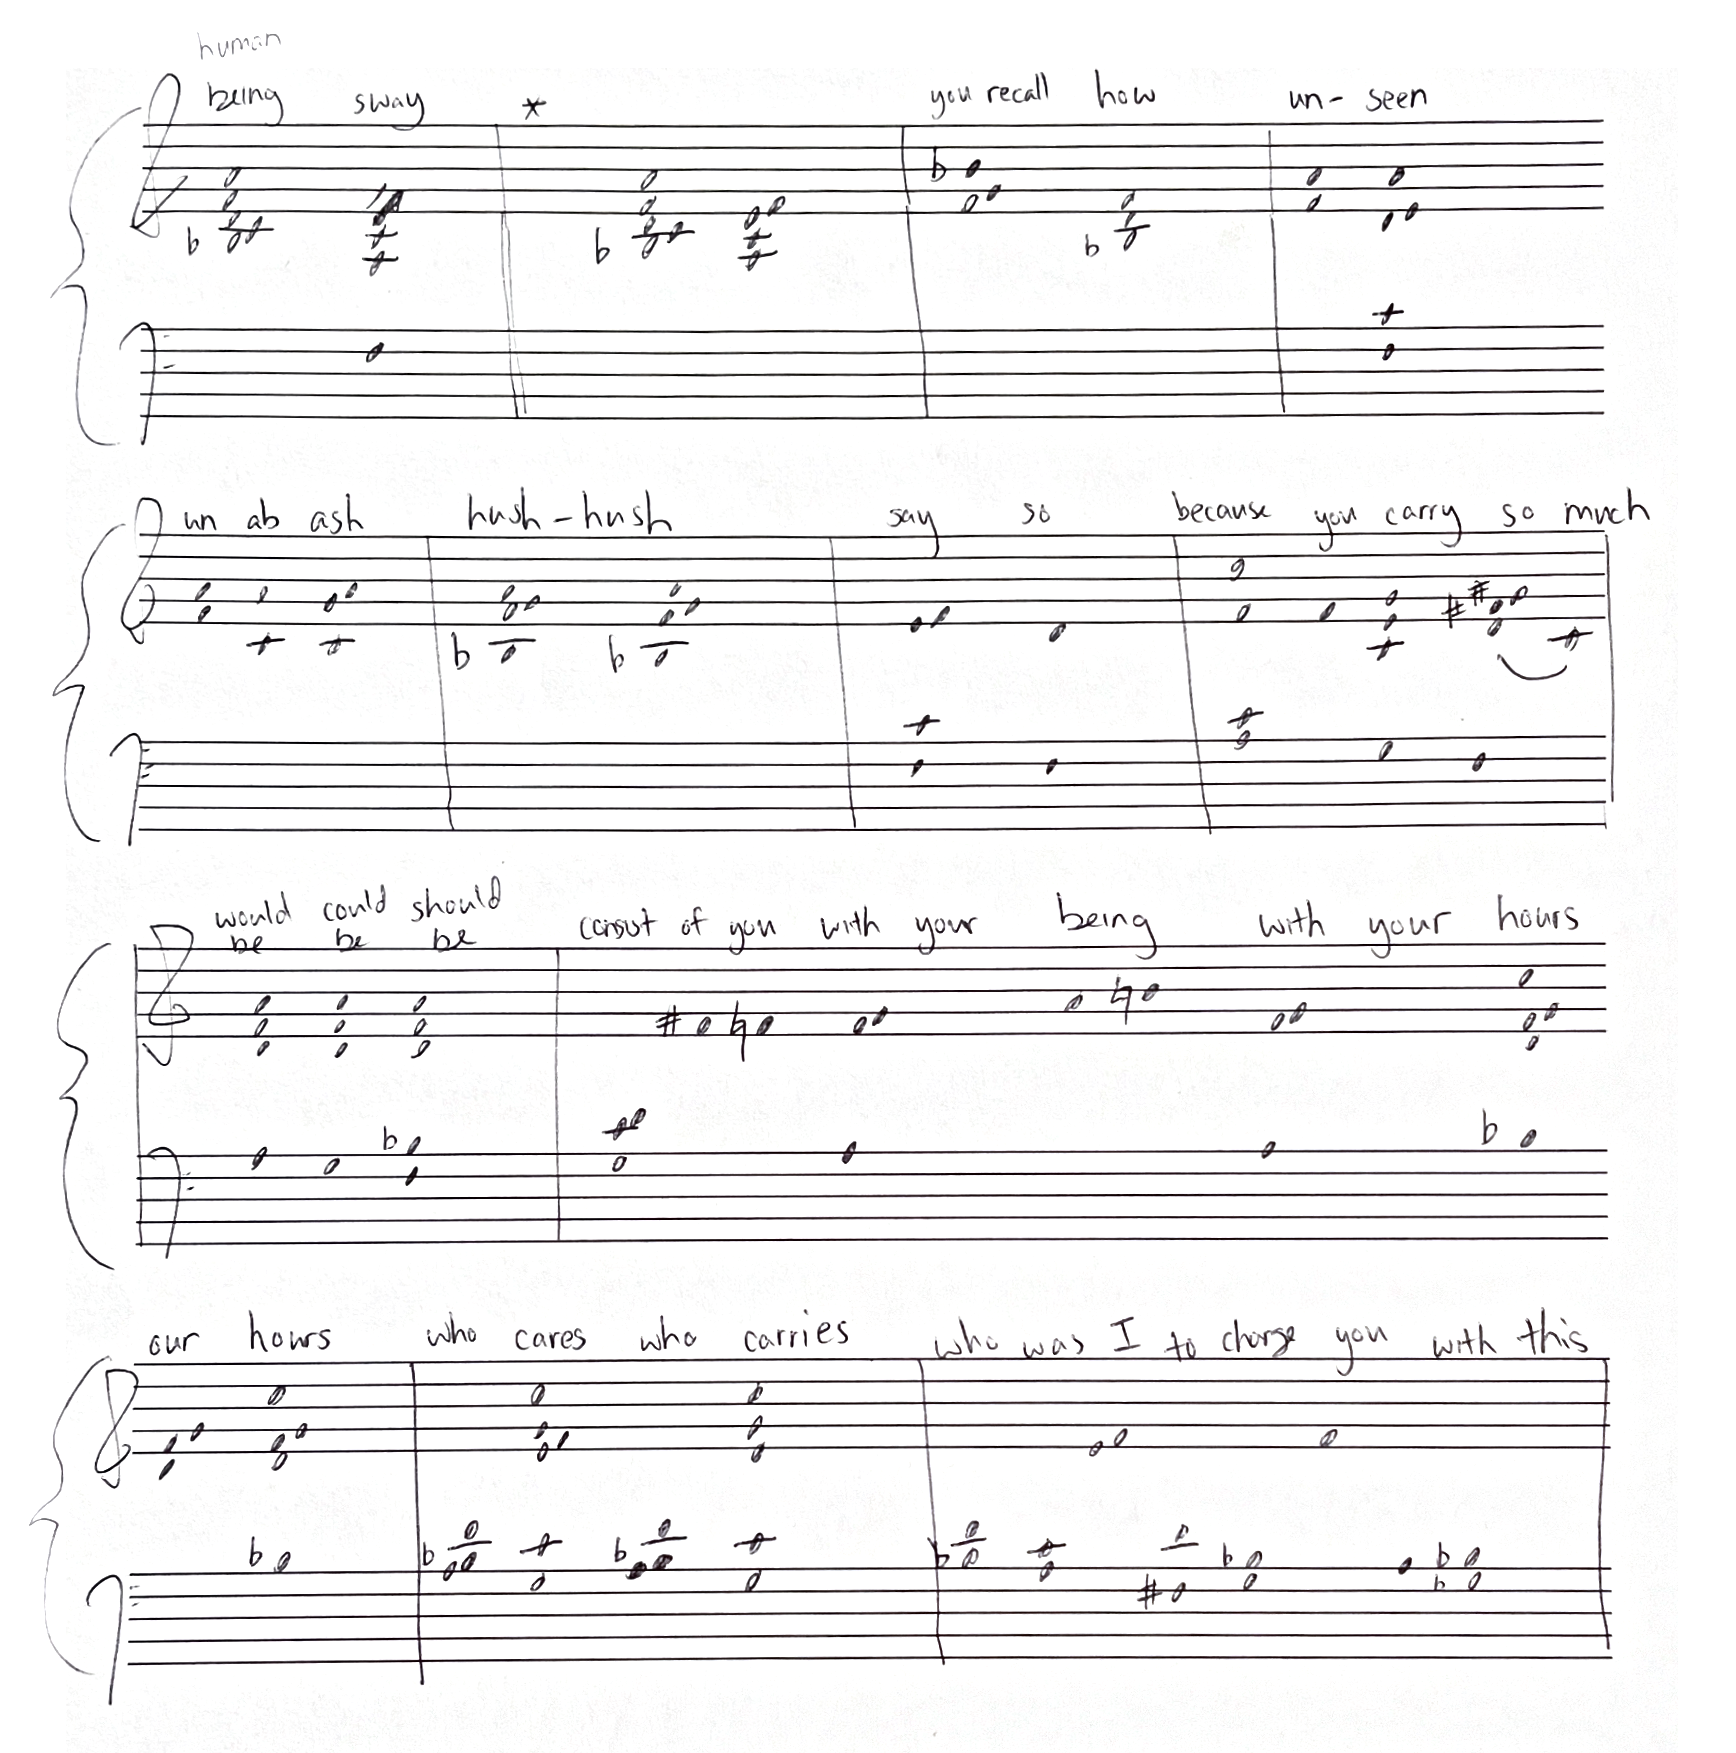 human
being sway * you recall how un- seen
un ab ash hush - hush say so because you carry so much
would could should
be be be consist of you with your being with your hours
our hours who cares who carries who was I to charge you with this